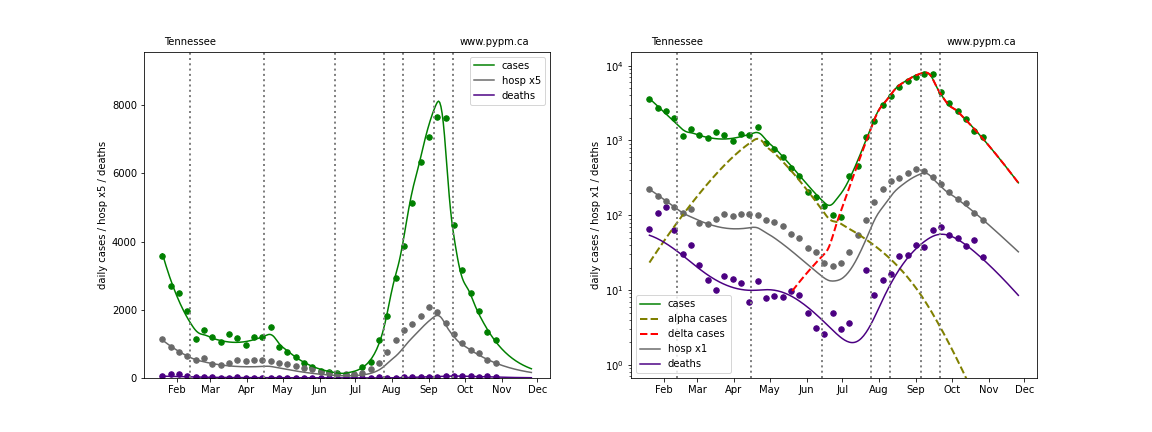 Tennessee www.pypm.ca
daily cases / hosp x5 / deaths
8000
6000
4000
2000
0
cases
hosp x5
deaths
Feb Mar Apr May Jun Jul Aug Sep Oct Nov Dec
Tennessee www.pypm.ca
daily cases / hosp x1 / deaths
10⁴
10³
10²
10¹
10⁰
cases
alpha cases
delta cases
hosp x1
deaths
Feb Mar Apr May Jun Jul Aug Sep Oct Nov Dec